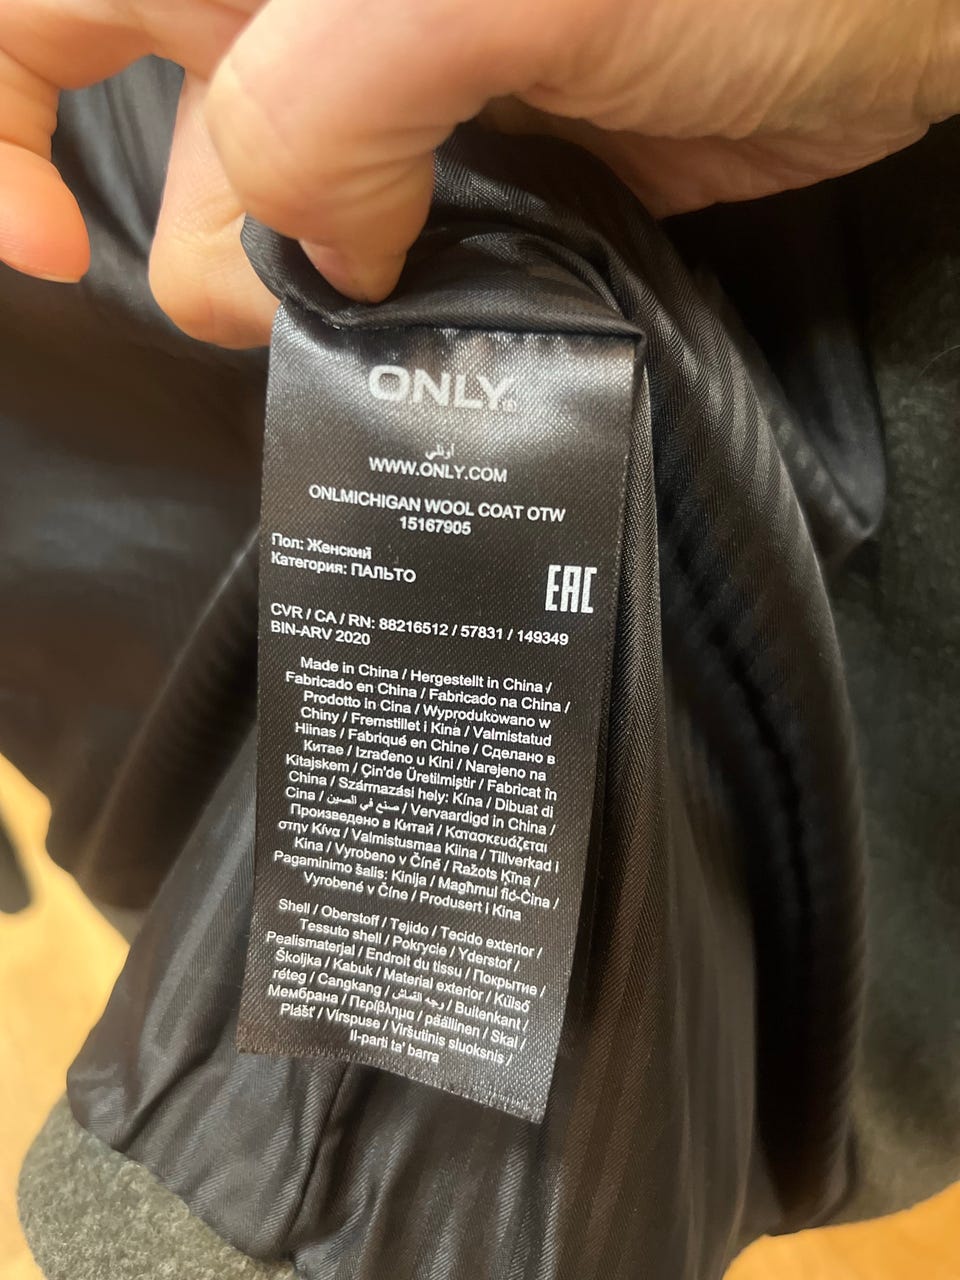 ONLY®
أونلي
WWW.ONLY.COM
ONLMICHIGAN WOOL COAT OTW
15167905
Пол: Женский
Категория: ПАЛЬТО
EAC
CVR / CA / RN: 88216512 / 57831 / 149349
BIN-ARV 2020
Made in China / Hergestellt in China /
Fabricado en China / Fabricado na China /
Prodotto in Cina / Wyprodukowano w
Chiny / Fremstillet i Kina / Valmistatud
Hiinas / Fabriqué en Chine / Сделано в
Китае / Izrađeno u Kini / Narejeno na
Kitajskem / Çin'de Üretilmiştir / Fabricat în
China / Származási hely: Kína / Dibuat di
Cina / صنع في الصين / Vervaardigd in China /
Произведено в Китай / Κατασκευάζεται
στην Κίνα / Valmistusmaa Kiina / Tillverkad i
Kina / Vyrobeno v Číně / Ražots Ķīna /
Pagaminimo šalis: Kinija / Magħmul fiċ-Ċina /
Vyrobené v Číne / Produsert i Kina
Shell / Oberstoff / Tejido / Tecido exterior /
Tessuto shell / Pokrycie / Yderstof /
Pealismaterjal / Endroit du tissu / Покрытие /
Školjka / Kabuk / Material exterior / Külső
réteg / Cangkang / وجه القماش / Buitenkant /
Мембрана / Περίβλημα / päällinen / Skal /
Plášť / Virspuse / Viršutinis sluoksnis /
Il-parti ta' barra